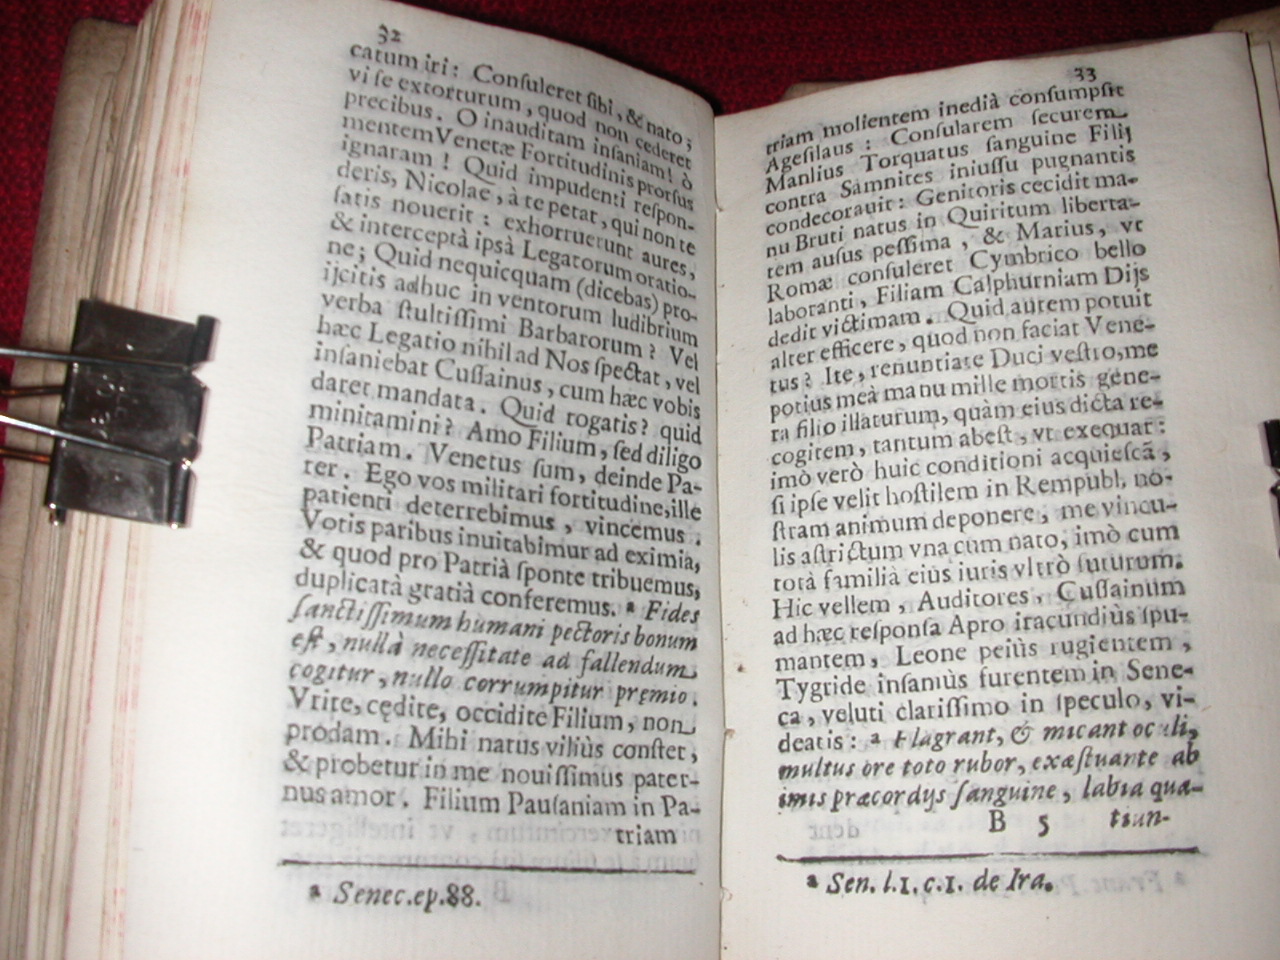 32
catum iri: Conſuleret ſibi, & nato;
vi ſe extorturum, quod non cederet
precibus. O inauditam inſaniam! ò
mentem Venetæ Fortitudinis prorſus
ignaram! Quid impudenti reſpon-
deris, Nicolae, à te petar, qui non te
ſatis nouerit: exhorruerunt aures,
& interceptà ipsà Legatorum oratio-
ne; Quid nequicquam (dicebas) pro-
ijcitis adhuc in ventorum ludibrium
verba ſtultiſſimi Barbarorum? Vel
hæc Legatio nihil ad Nos ſpectat, vel
inſaniebat Cuſſainus, cum hæc vobis
daret mandata. Quid rogatis? quid
minitamini? Amo Filium, ſed diligo
Patriam. Venetus ſum, deinde Pa-
ter. Ego vos militari fortitudine, ille
patienti deterrebimus, vincemus.
Votis paribus inuitabimur ad eximia,
& quod pro Patrià ſponte tribuemus,
duplicatà gratià conferemus. ª Fides
ſanctiſſimum humani pectoris bonum
eſt, nullà neceſſitate ad fallendum
cogitur, nullo corrumpitur pręmio.
Vrite, cędite, occidite Filium, non
prodam. Mihi natus viliùs conſtet,
& probetur in me nouiſſimus pater-
nus amor. Filium Pauſaniam in Pa-
triam
ª Senec. ep. 88.
33
triam molientem inedià conſumpſit
Ageſilaus: Conſularem ſecurem
Manlius Torquatus ſanguine Filij
contra Samnites iniuſſu pugnantis
condecorauit: Genitoris cecidit ma-
nu Bruti natus in Quiritum liberta-
tem auſus peſſima, & Marius, vt
Romæ conſuleret Cymbrico bello
laboranti, Filiam Calphurniam Dijs
dedit victimam. Quid autem potuit
alter efficere, quod non faciat Vene-
tus? Ite, renuntiate Duci veſtro, me
potius meà manu mille mortis gene-
ra filio illaturum, quàm eius dicta re-
cogitem, tantum abeſt, vt exequar:
imò verò huic conditioni acquieſcã,
ſi ipſe velit hoſtilem in Rempubl. no-
ſtram animum deponere, me vincu-
lis aſtrictum vna cum nato, imò cum
totà familià eius iuris vltrò futurum.
Hic vellem, Auditores, Cuſſainum
ad hæc reſponſa Apro iracundiùs ſpu-
mantem, Leone peiùs rugientem,
Tygride inſaniùs furentem in Sene-
ca, veluti clariſſimo in ſpeculo, vi-
deatis: ª Flagrant, & micant oculi,
multus ore toto rubor, exæſtuante ab
imis præcordijs ſanguine, labia qua-
B 5 tiun-
ª Sen. l. 1. c. 1. de Ira.